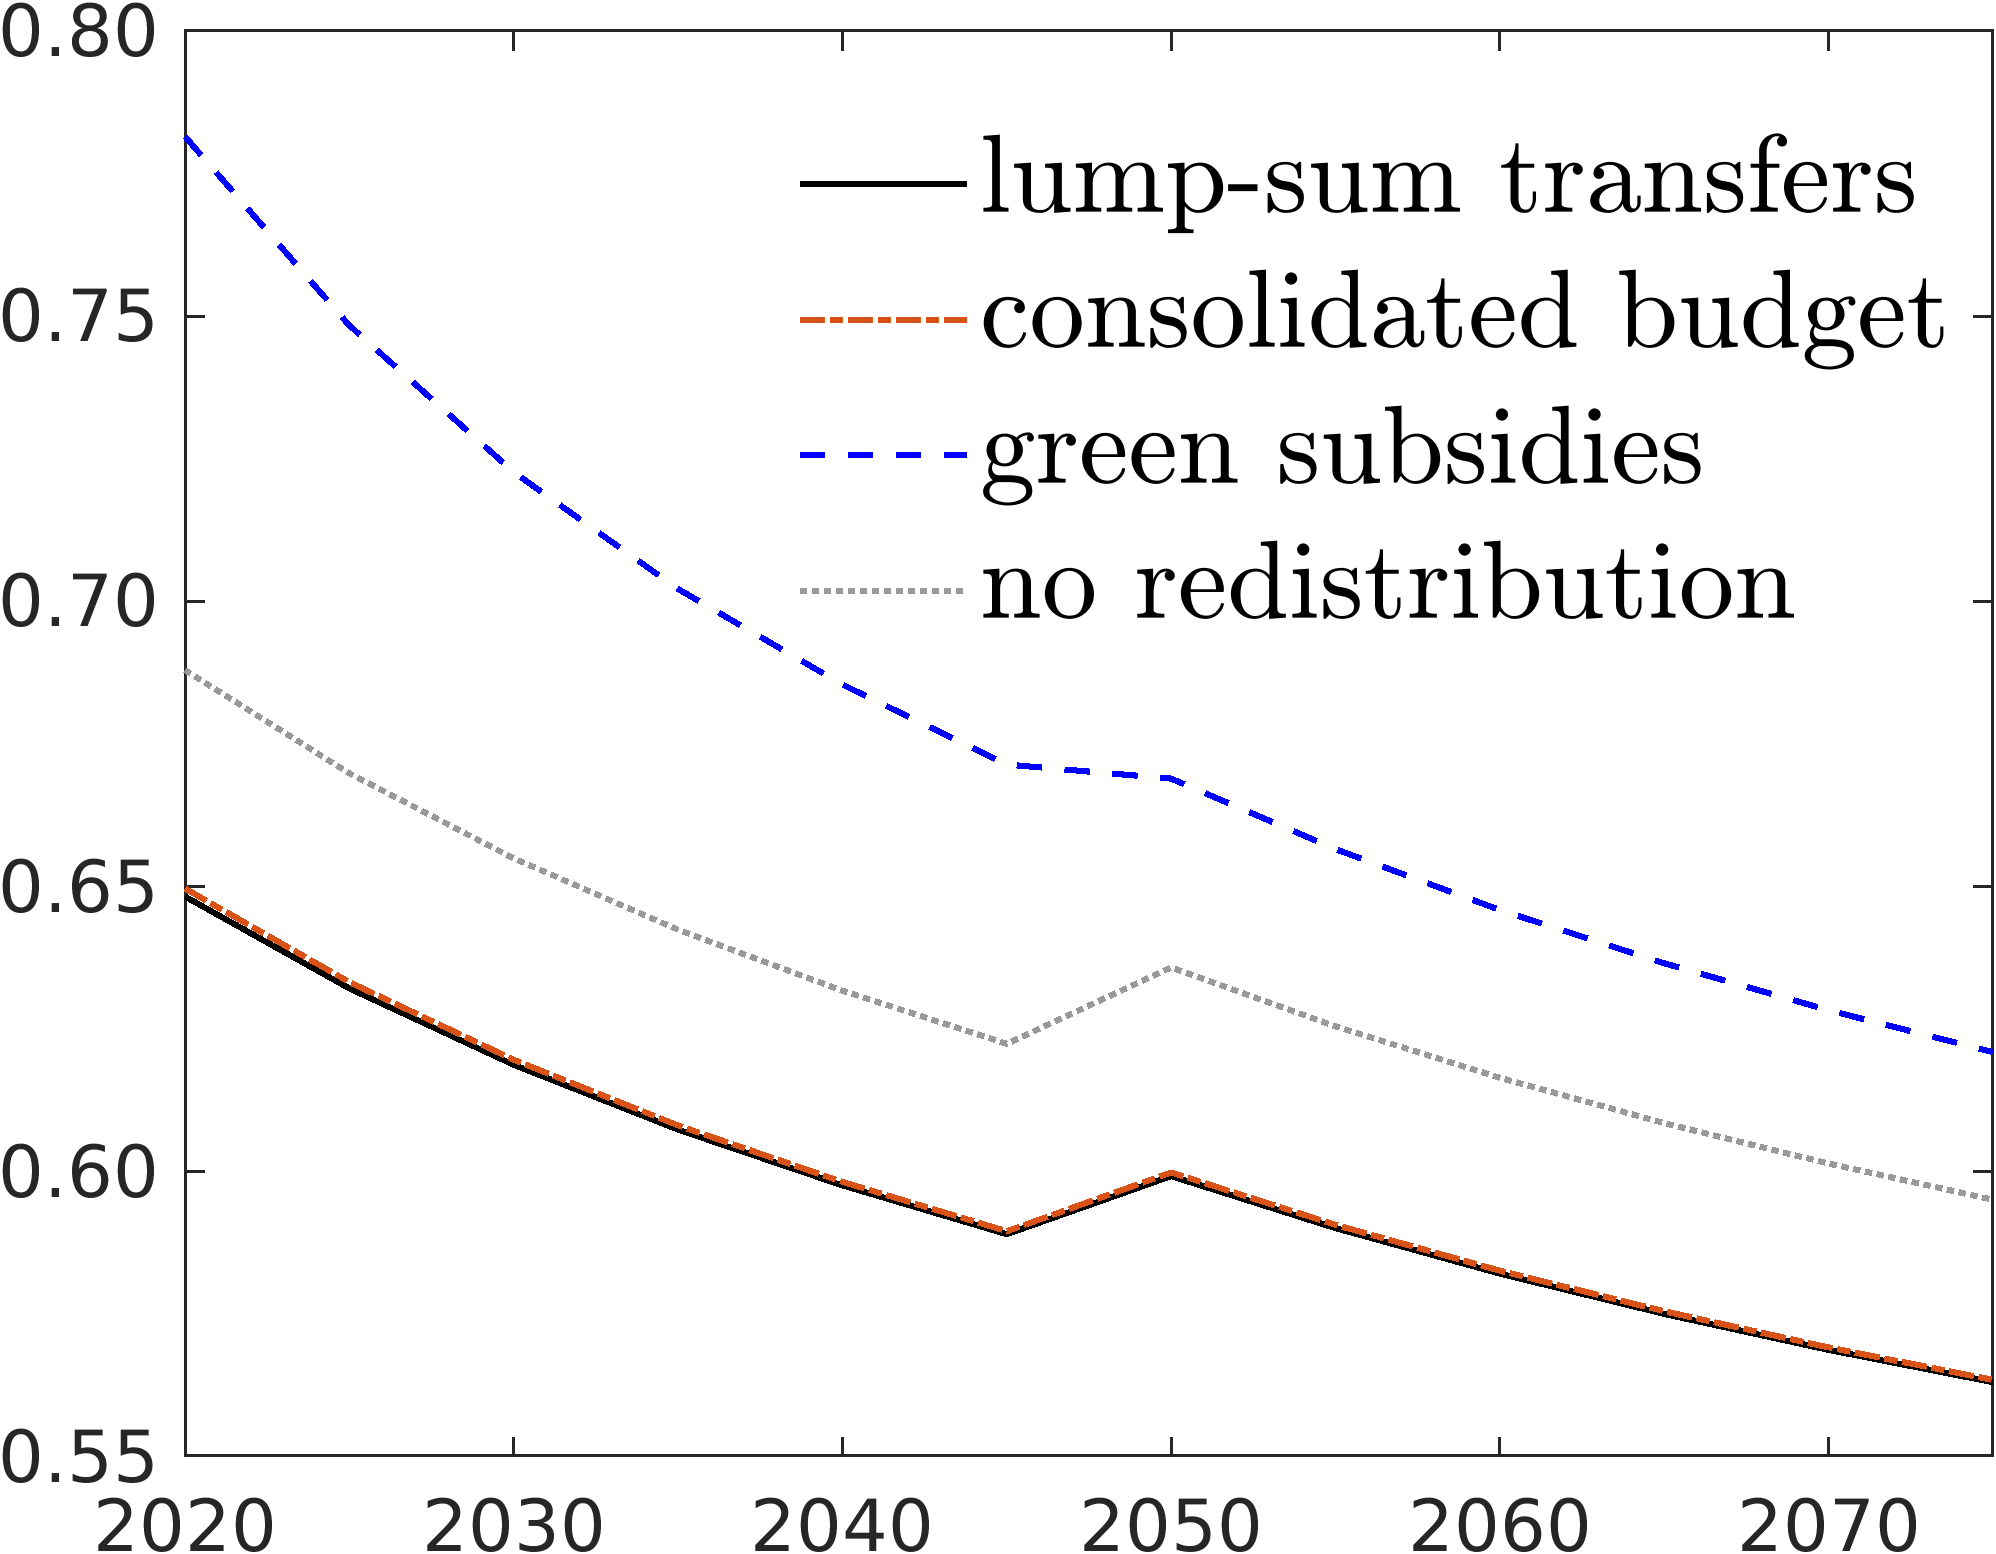 0.80
0.75
0.70
0.65
0.60
0.55
2020 2030 2040 2050 2060 2070
lump-sum transfers
consolidated budget
green subsidies
no redistribution